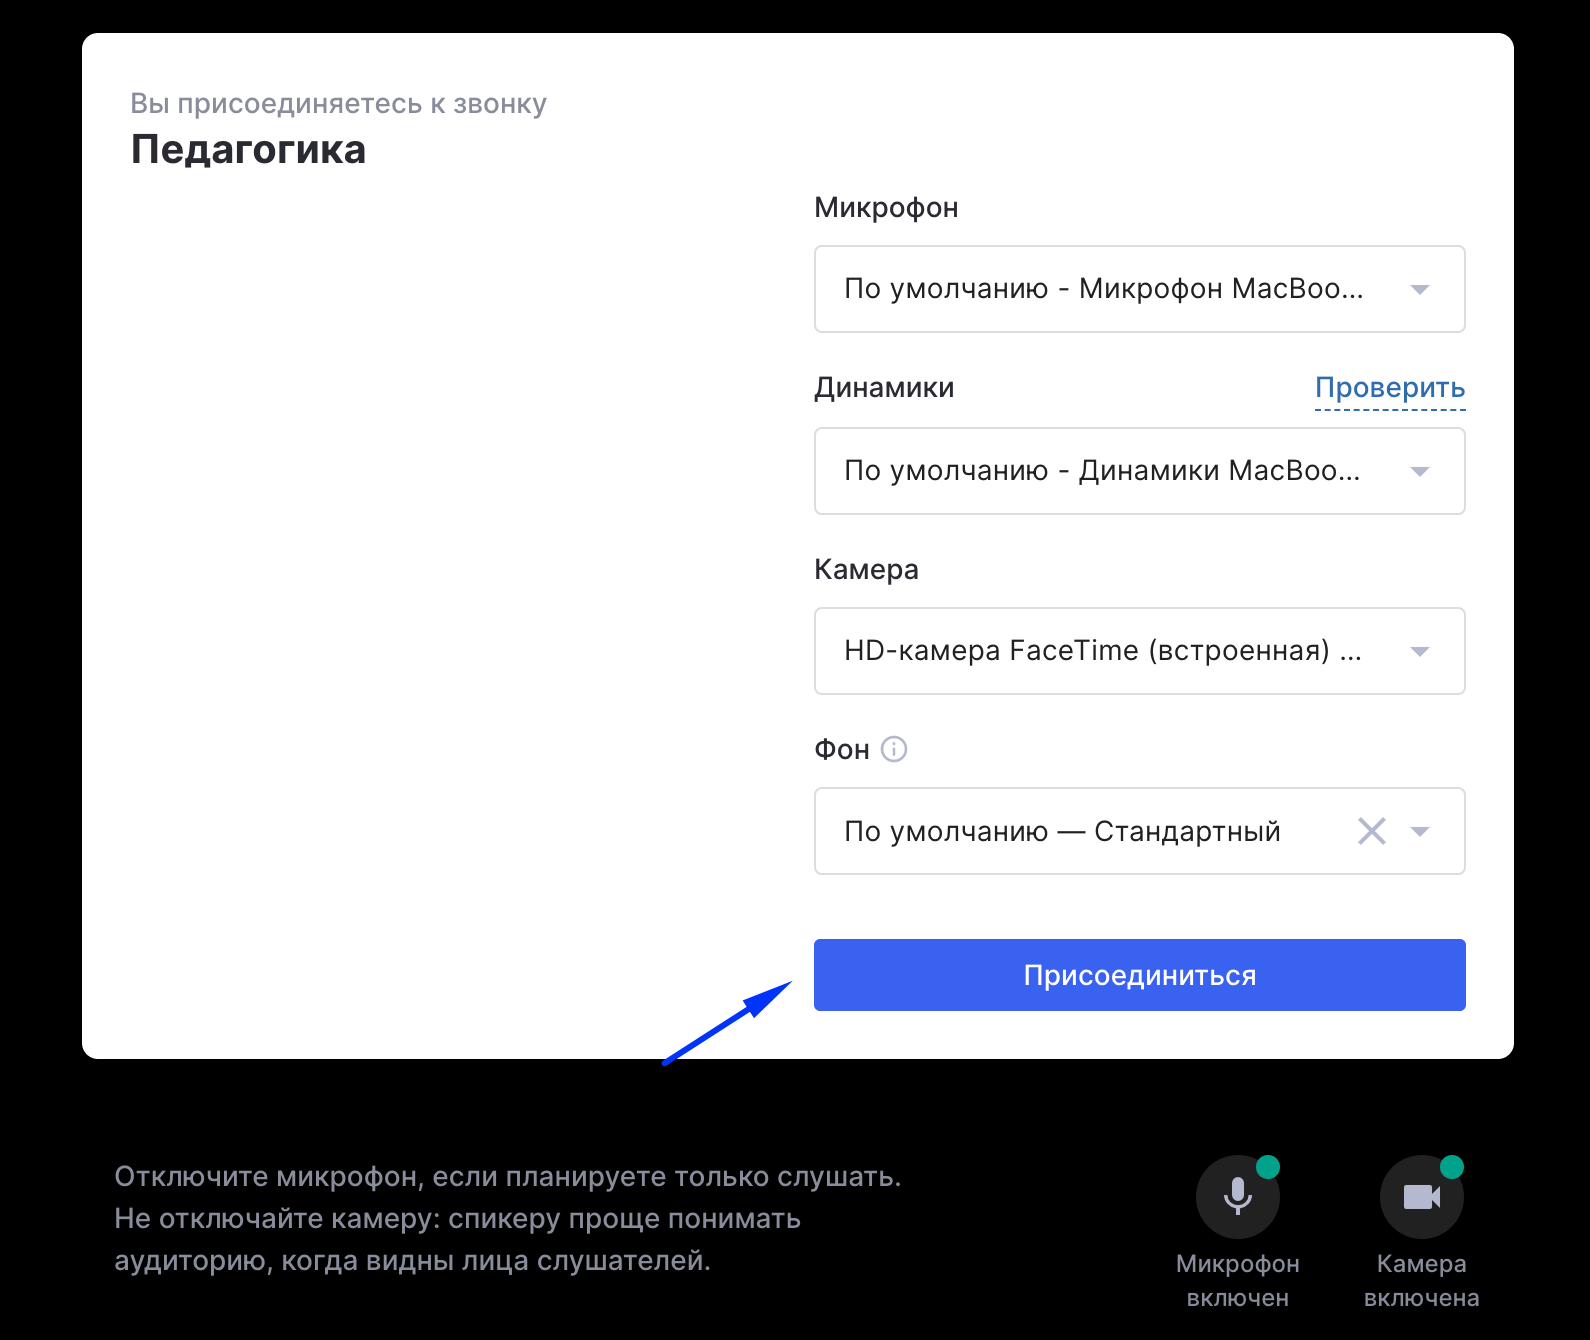 Вы присоединяетесь к звонку
Педагогика
Микрофон
По умолчанию - Микрофон MacBoo...
Динамики
Проверить
По умолчанию - Динамики MacBoo...
Камера
HD-камера FaceTime (встроенная) ...
Фон
По умолчанию — Стандартный
Присоединиться
Отключите микрофон, если планируете только слушать.
Не отключайте камеру: спикеру проще понимать
аудиторию, когда видны лица слушателей.
Микрофон
включен
Камера
включена